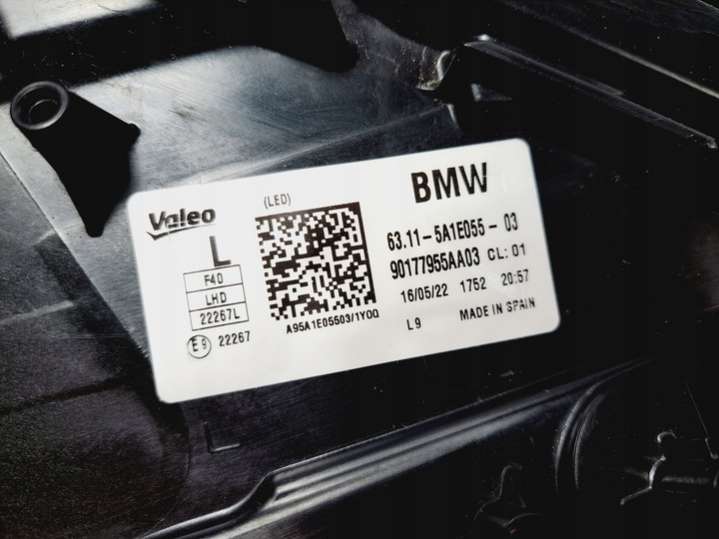 Valeo
(LED)
BMW
L
F40
LHD
22267L
E9 22267
A95A1E05503/1Y0Q
63.11-5A1E055-03
90177955AA03 CL: 01
16/05/22 1752 20:57
L9 MADE IN SPAIN
L